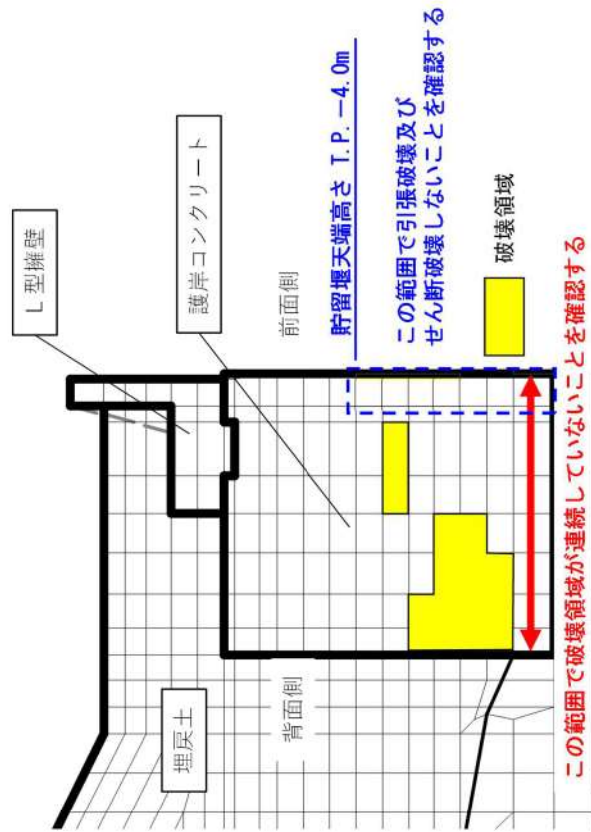 L型擁壁
護岸コンクリート
埋戻土
背面側
前面側
貯留堰天端高さ T.P.-4.0m
この範囲で引張破壊及び
せん断破壊しないことを確認する
破壊領域
この範囲で破壊領域が連続していないことを確認する